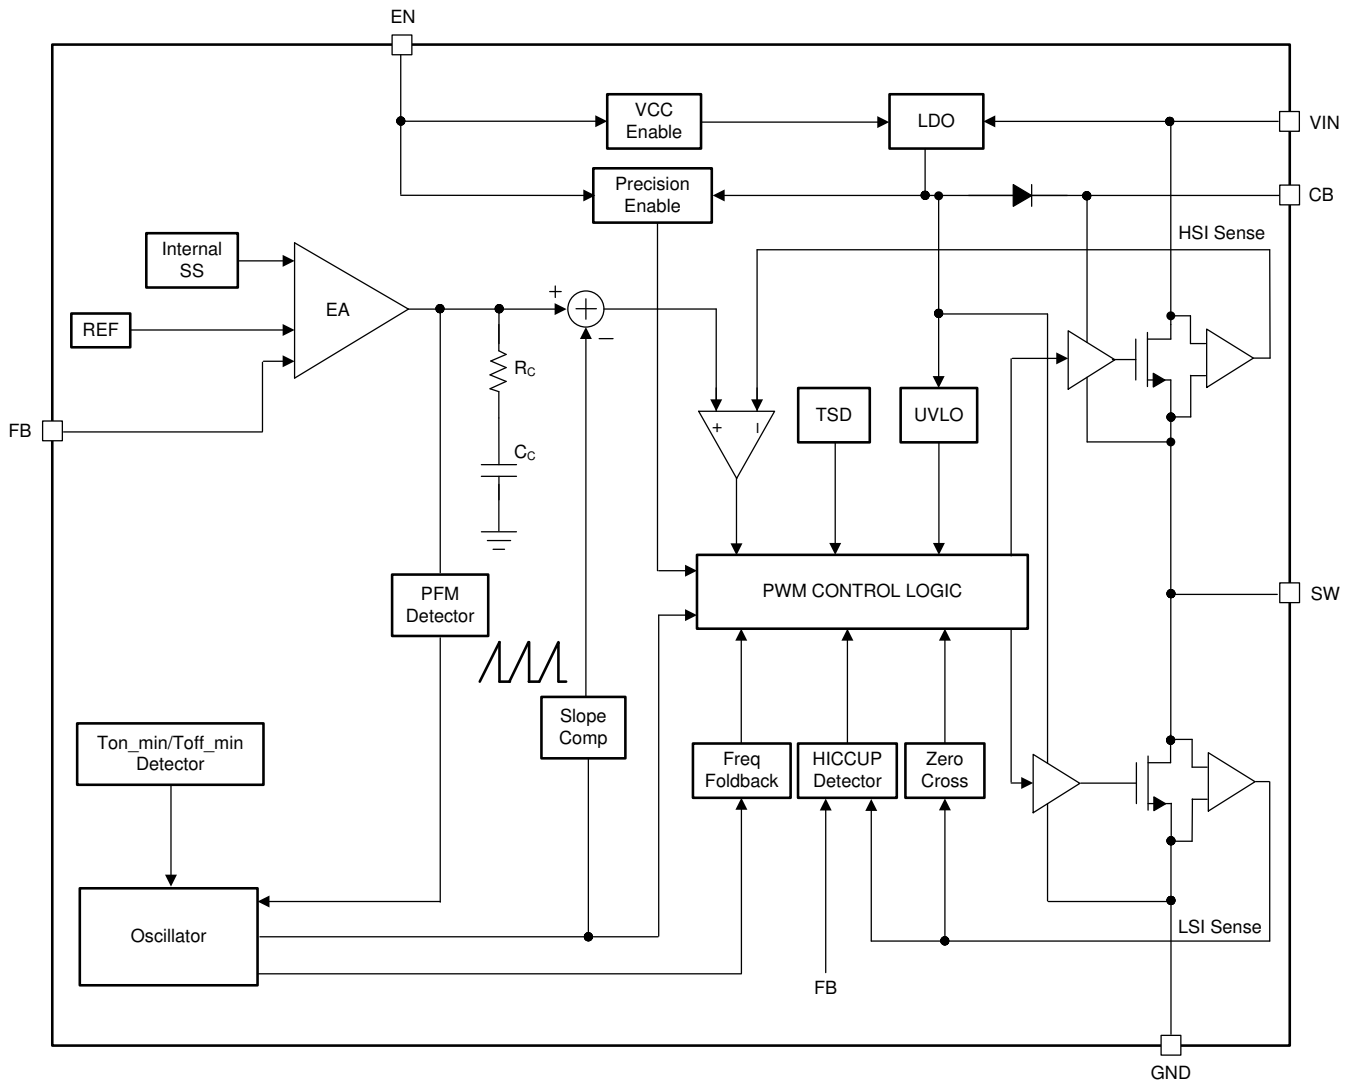 EN
VCC
Enable
LDO
VIN
Precision
Enable
CB
HSI Sense
Internal
SS
EA
+
+
−
REF
RC
FB
TSD
UVLO
+
−
CC
PWM CONTROL LOGIC
SW
PFM
Detector
Slope
Comp
Ton_min/Toff_min
Detector
Freq
Foldback
HICCUP
Detector
Zero
Cross
Oscillator
LSI Sense
FB
GND